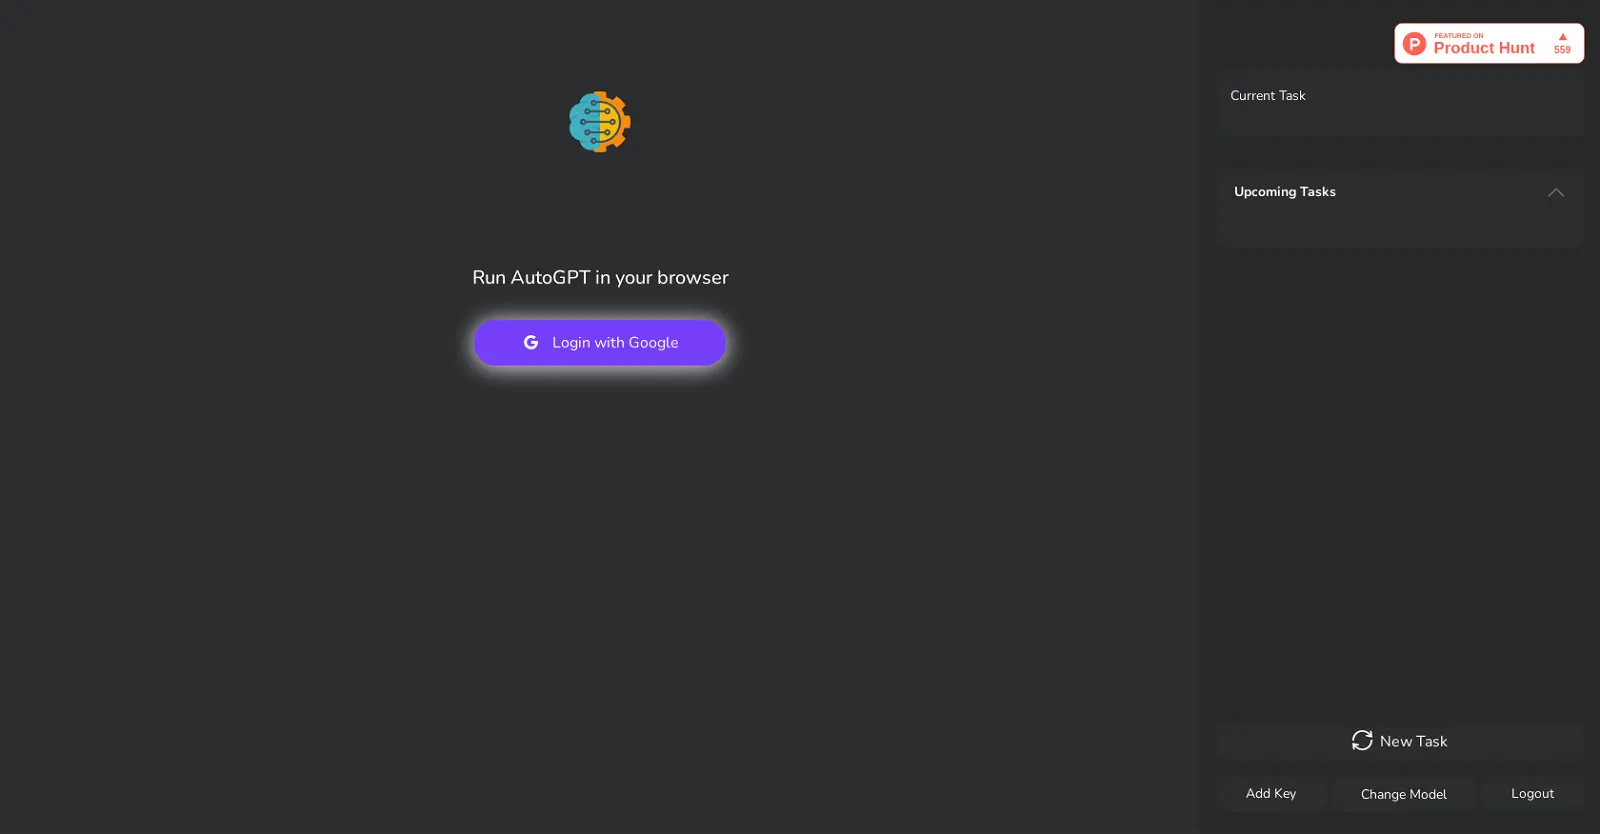 Run AutoGPT in your browser
G Login with Google
P FEATURED ON
Product Hunt
559
Current Task
Upcoming Tasks
New Task
Add Key
Change Model
Logout